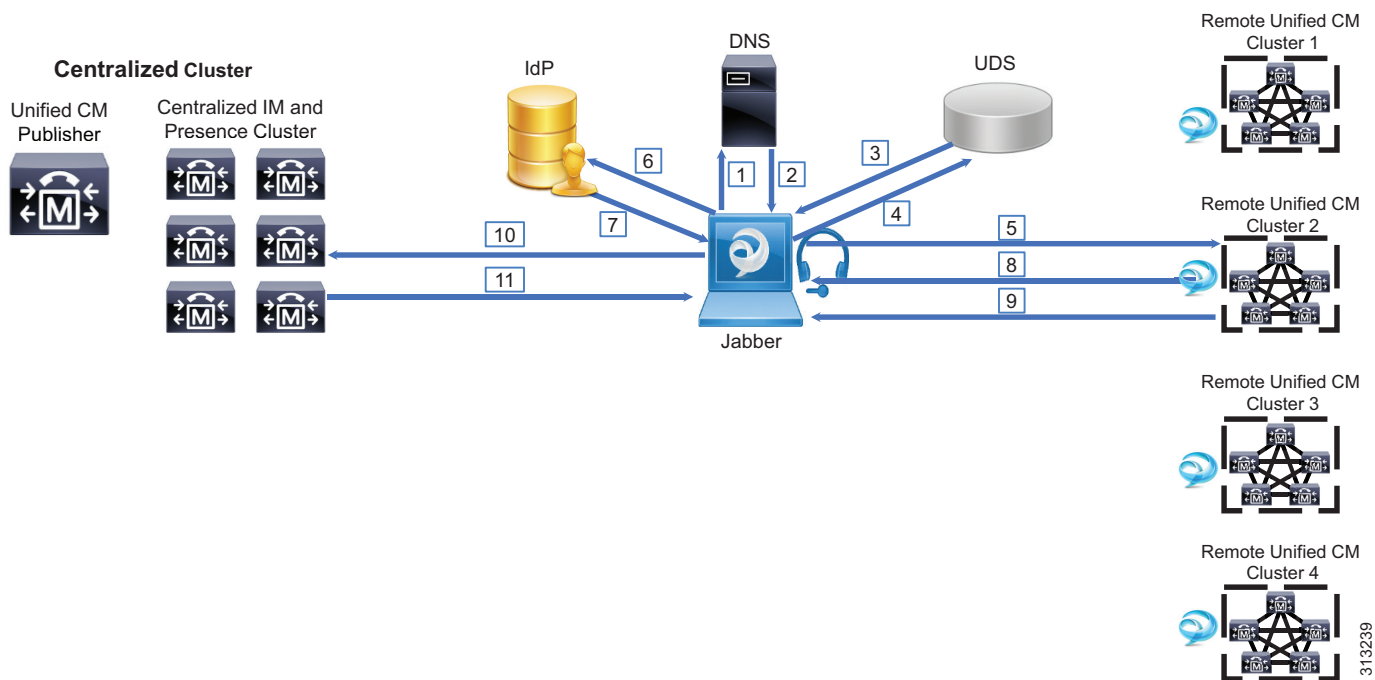 Centralized Cluster
Unified CM
Publisher
Centralized IM and
Presence Cluster
M
M
M
M
M
M
M
IdP
DNS
UDS
6
1
2
3
7
4
10
11
5
8
9
Jabber
Remote Unified CM
Cluster 1
M
M
M
M
M
Remote Unified CM
Cluster 2
M
M
M
M
M
Remote Unified CM
Cluster 3
M
M
M
M
M
Remote Unified CM
Cluster 4
M
M
M
M
M
313239